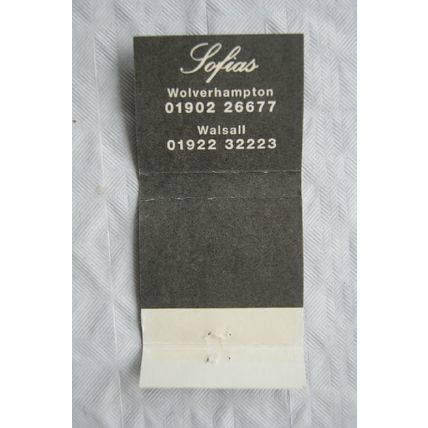 Sofias
Wolverhampton
01902 26677
Walsall
01922 32223